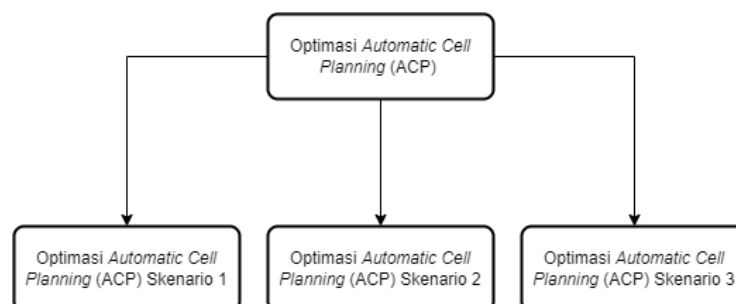 Optimasi Automatic Cell
Planning (ACP)
Optimasi Automatic Cell
Planning (ACP) Skenario 1
Optimasi Automatic Cell
Planning (ACP) Skenario 2
Optimasi Automatic Cell
Planning (ACP) Skenario 3